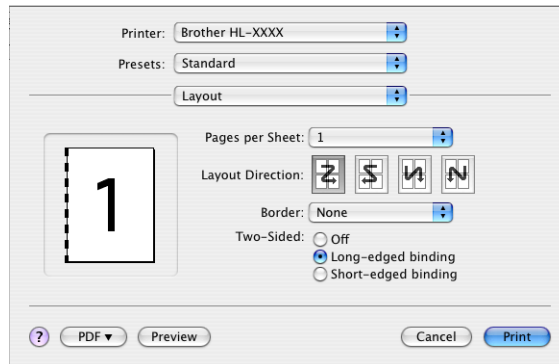 Printer: Brother HL-XXXX
Presets: Standard
Layout
Pages per Sheet: 1
Layout Direction:
Border: None
Two-Sided: Off
Long-edged binding
Short-edged binding
1
? PDF ▼ Preview Cancel Print